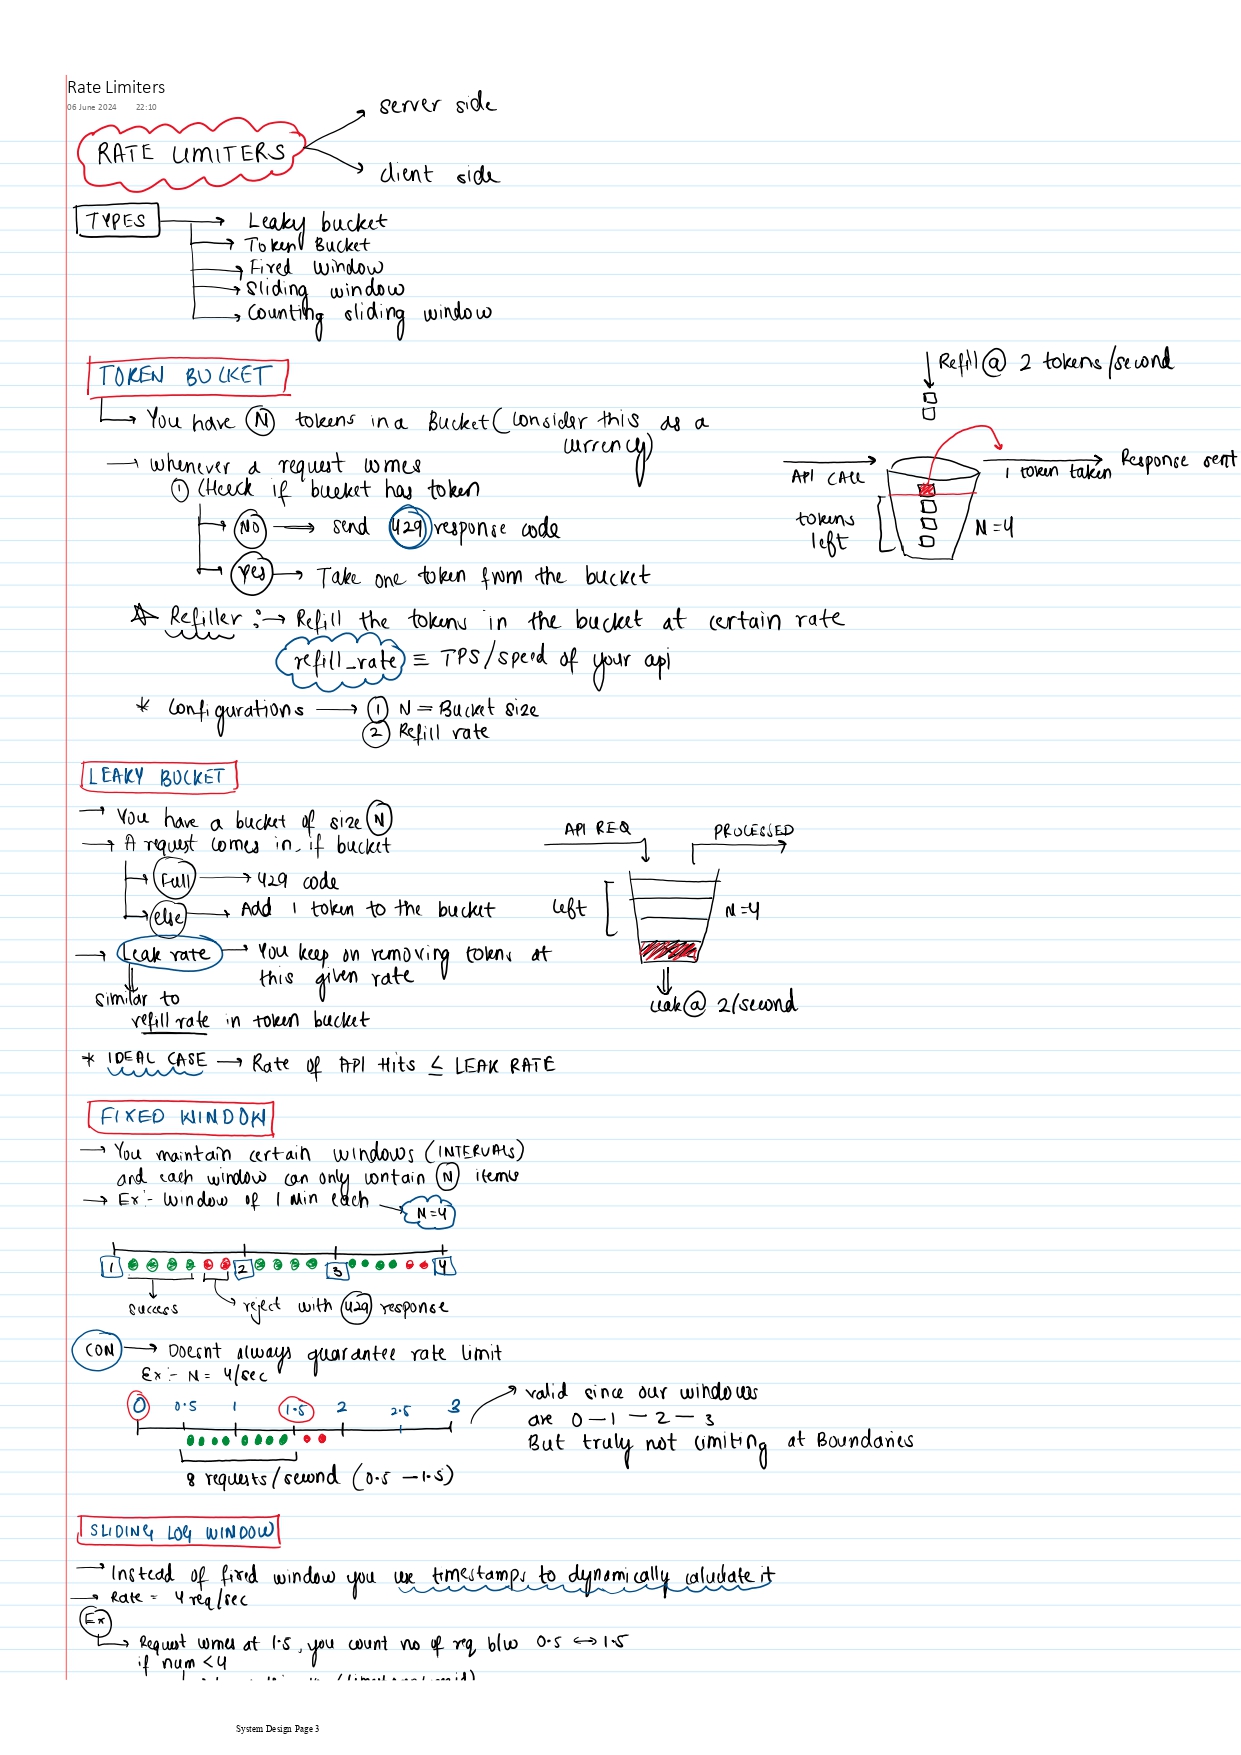 Rate Limiters
06 June 2024 22:10
server side
RATE LIMITERS
client side
TYPES
Leaky bucket
Token Bucket
Fixed window
Sliding window
Counting sliding window
TOKEN BUCKET
You have N tokens in a Bucket (consider this as a
currency)
→ whenever a request comes
① Check if bucket has token
No → send 429 response code
Yes → Take one token from the bucket
Refiller :→ Refill the tokens in the bucket at certain rate
refill_rate ≡ TPS/speed of your api
* Configurations → ① N = Bucket size
② Refill rate
Refill @ 2 tokens/second
API CALL
1 token taken
Response sent
tokens
left
N=4
LEAKY BUCKET
→ You have a bucket of size N
→ A request comes in, if bucket
Full → 429 code
else → Add 1 token to the bucket
→ Leak rate → You keep on removing tokens at
this given rate
similar to
refill rate in token bucket
* IDEAL CASE → Rate of API Hits ≤ LEAK RATE
API REQ
PROCESSED
left
N=4
leak @ 2/second
FIXED WINDOW
→ You maintain certain windows (INTERVALS)
and each window can only contain N items
→ Ex:- Window of 1 Min each
N=4
1 2 3 4
success
reject with 429 response
CON → Doesnt always guarantee rate limit
Ex:- N = 4/sec
0 0.5 1 1.5 2 2.5 3
8 requests/second (0.5 – 1.5)
valid since our windows
are 0 – 1 – 2 – 3
But truly not limiting at Boundaries
SLIDING LOG WINDOW
→ Instead of fixed window you use timestamps to dynamically calculate it
→ Rate = 4 req/sec
Ex
→ Request comes at 1.5, you count no of req b/w 0.5 ↔ 1.5
if num < 4
System Design Page 3